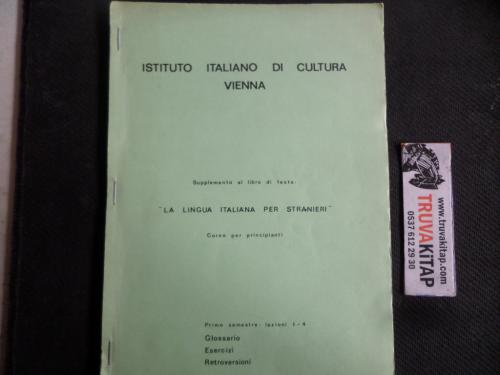 ISTITUTO ITALIANO DI CULTURA
VIENNA
Supplemento al libro di testo:
"LA LINGUA ITALIANA PER STRANIERI"
Corso per principianti
Primo semestre: lezioni 1-4
Glossario
Esercizi
Retroversioni
www.truvakitap.com
TRUVAKiTAP
0537 612 29 30